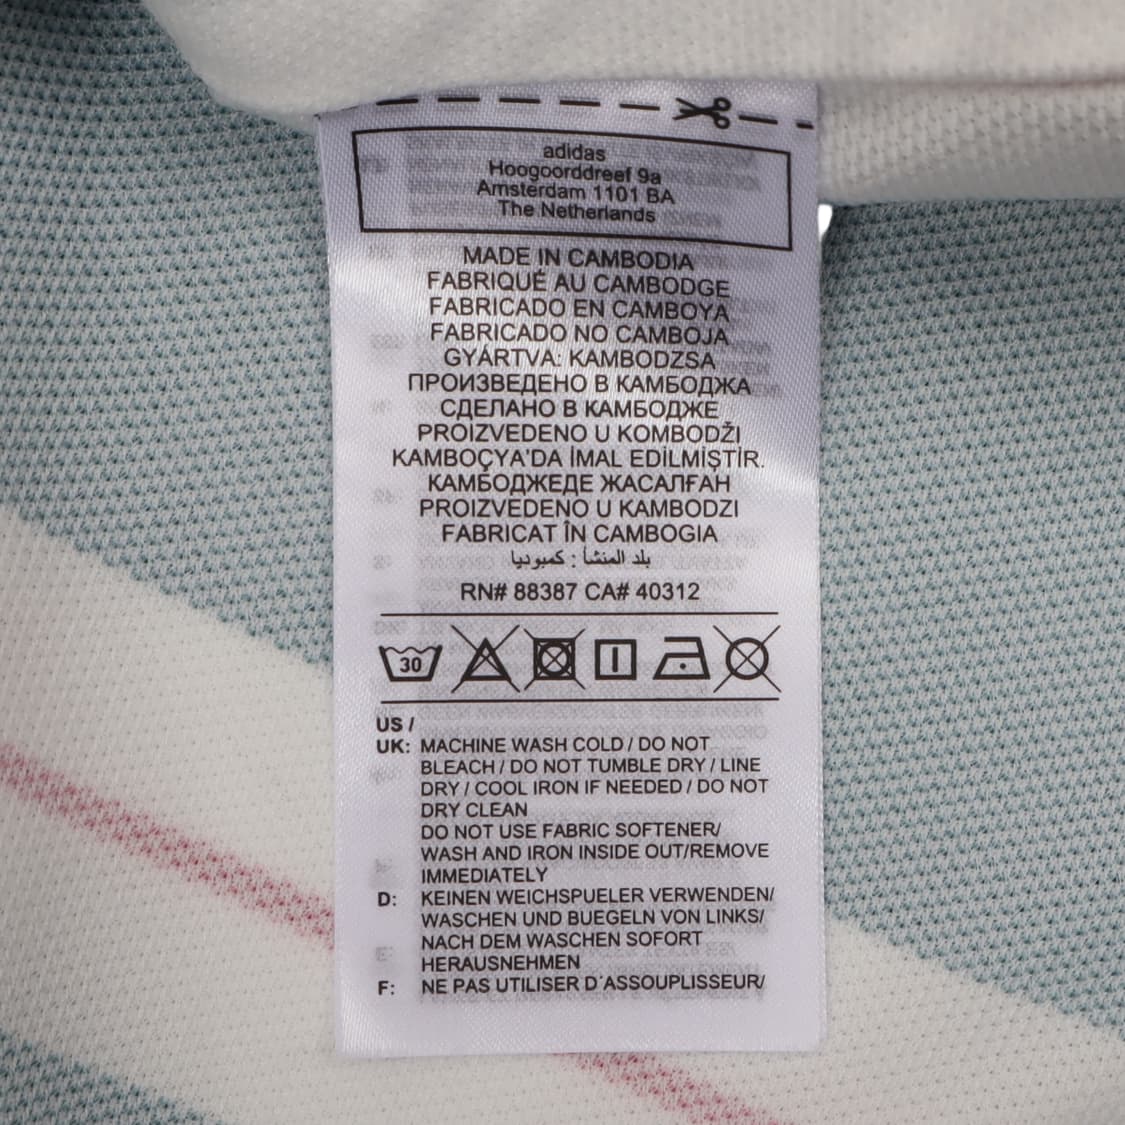 adidas
Hoogoorddreef 9a
Amsterdam 1101 BA
The Netherlands
MADE IN CAMBODIA
FABRIQUÉ AU CAMBODGE
FABRICADO EN CAMBOYA
FABRICADO NO CAMBOJA
GYÁRTVA: KAMBODZSA
ПРОИЗВЕДЕНО В КАМБОДЖА
СДЕЛАНО В КАМБОДЖЕ
PROIZVEDENO U KOMBODŽI
KAMBOÇYA'DA İMAL EDİLMİŞTİR.
КАМБОДЖЕДЕ ЖАСАЛҒАН
PROIZVEDENO U KAMBODZI
FABRICAT ÎN CAMBOGIA
بلد المنشأ : كمبوديا
RN# 88387 CA# 40312
30
US /
UK: MACHINE WASH COLD / DO NOT
BLEACH / DO NOT TUMBLE DRY / LINE
DRY / COOL IRON IF NEEDED / DO NOT
DRY CLEAN
DO NOT USE FABRIC SOFTENER/
WASH AND IRON INSIDE OUT/REMOVE
IMMEDIATELY
D: KEINEN WEICHSPUELER VERWENDEN/
WASCHEN UND BUEGELN VON LINKS/
NACH DEM WASCHEN SOFORT
HERAUSNEHMEN
F: NE PAS UTILISER D'ASSOUPLISSEUR/